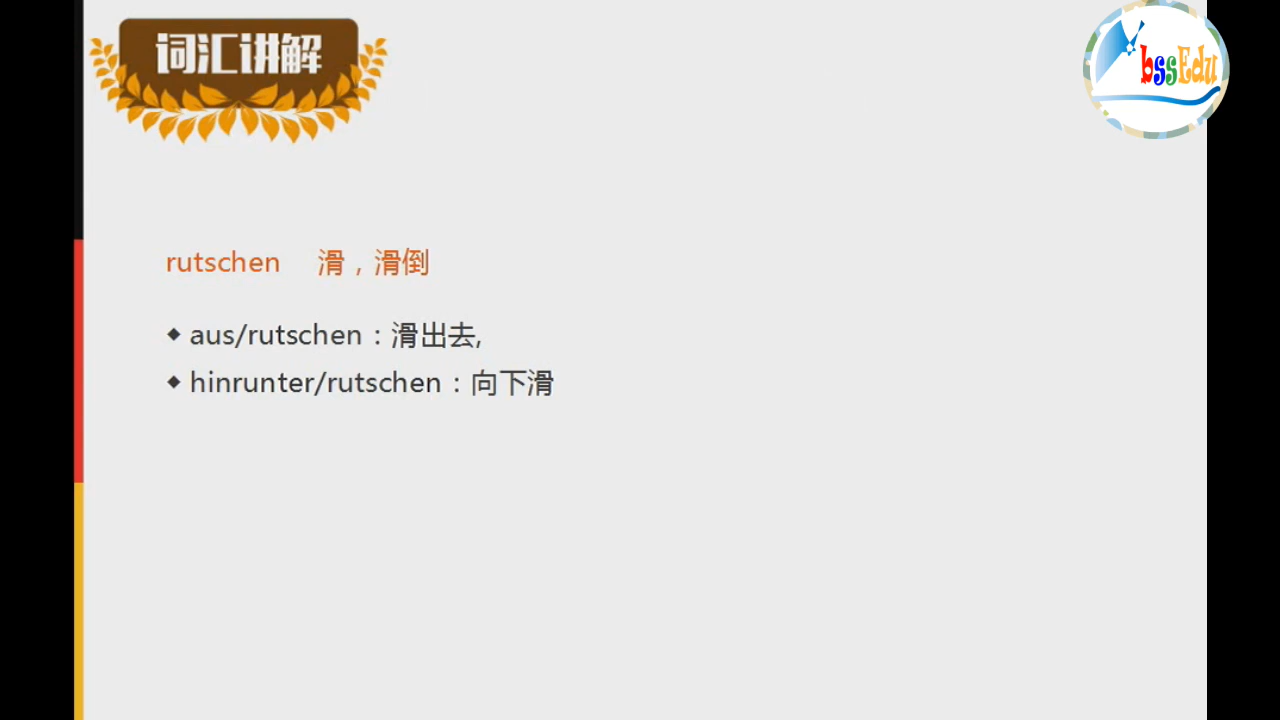 词汇讲解
bssEdu
rutschen 滑，滑倒
◆ aus/rutschen：滑出去,
◆ hinrunter/rutschen：向下滑